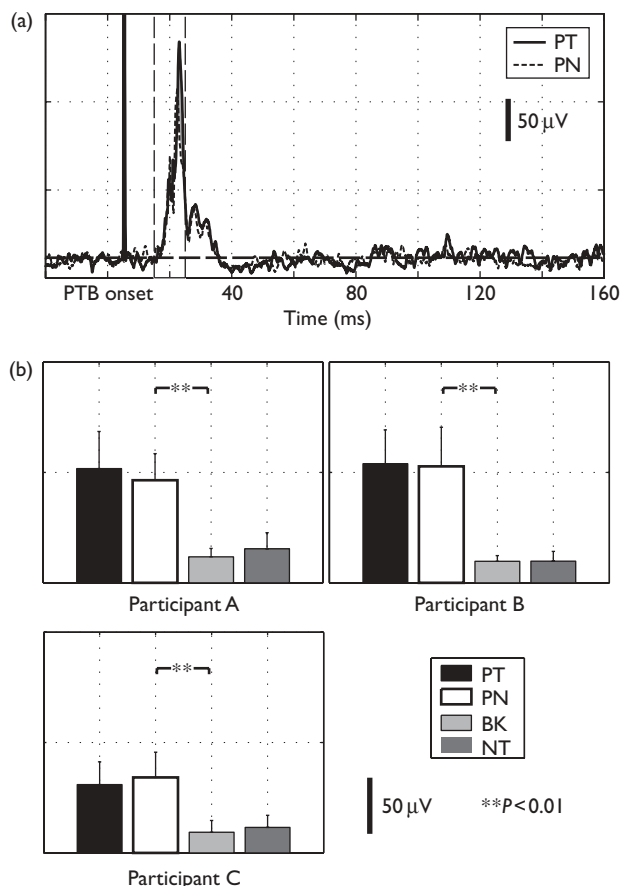 (a)
PT
PN
50 μV
PTB onset
40
80
120
160
Time (ms)
(b)
**
**
Participant A
Participant B
**
PT
PN
BK
NT
50 μV
**P<0.01
Participant C